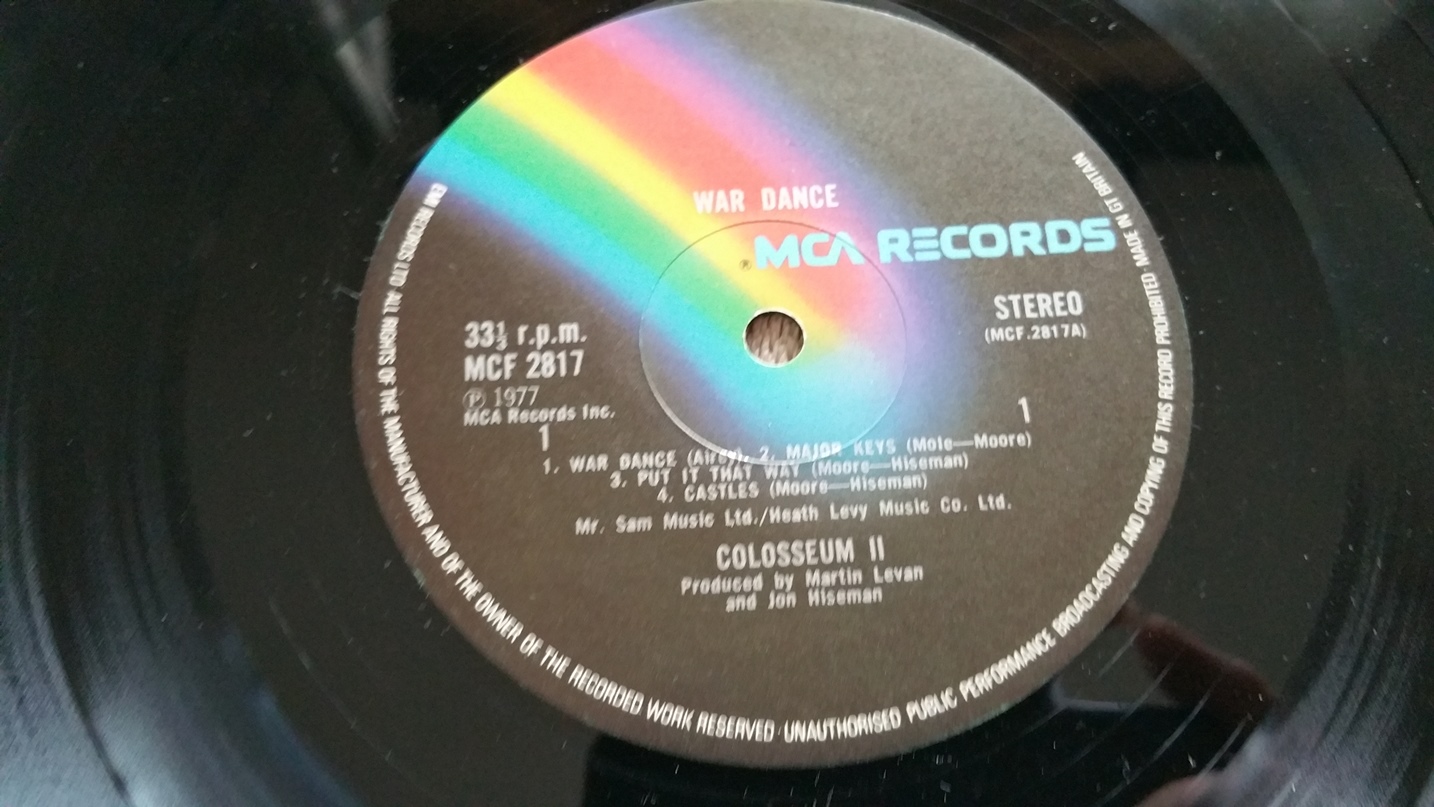 WAR DANCE
® MCA RECORDS
STEREO
(MCF.2817A)
33⅓ r.p.m.
MCF 2817
Ⓟ 1977
MCA Records Inc.
1
1
1. WAR DANCE (Airey). 2. MAJOR KEYS (Mole—Moore)
3. PUT IT THAT WAY (Moore—Hiseman)
4. CASTLES (Moore—Hiseman)
Mr. Sam Music Ltd./Heath Levy Music Co. Ltd.
COLOSSEUM II
Produced by Martin Levan
and Jon Hiseman
EMI RECORDS LTD ALL RIGHTS OF THE MANUFACTURER AND OF THE OWNER OF THE RECORDED WORK RESERVED · UNAUTHORISED PUBLIC PERFORMANCE BROADCASTING AND COPYING OF THIS RECORD PROHIBITED · MADE IN GT BRITAIN